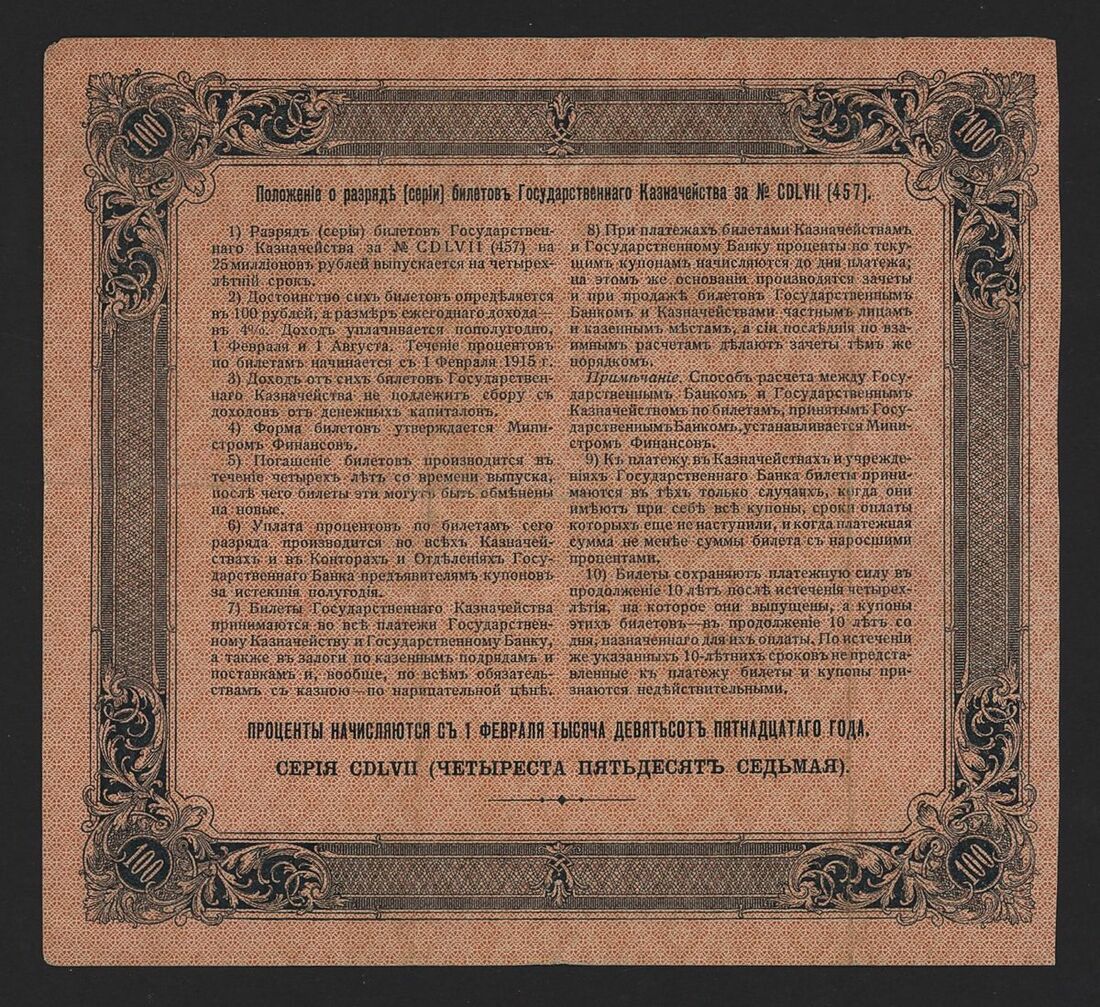 100
100
Положеніе о разрядѣ (серіи) билетовъ Государственнаго Казначейства за № CDLVII (457).
1) Разрядъ (серія) билетовъ Государствен-
наго Казначейства за № CDLVII (457) на
25 милліоновъ рублей выпускается на четырех-
лѣтній срокъ.
2) Достоинство сихъ билетовъ опредѣляется
въ 100 рублей, а размѣръ ежегоднаго дохода—
въ 4%. Доходъ уплачивается пополугодно,
1 Февраля и 1 Августа. Теченіе процентовъ
по билетамъ начинается съ 1 Февраля 1915 г.
3) Доходъ отъ сихъ билетовъ Государствен-
наго Казначейства не подлежитъ сбору съ
доходовъ отъ денежныхъ капиталовъ.
4) Форма билетовъ утверждается Мини-
стромъ Финансовъ.
5) Погашеніе билетовъ производится въ
теченіе четырехъ лѣтъ со времени выпуска,
послѣ чего билеты эти могутъ быть обмѣнены
на новые.
6) Уплата процентовъ по билетамъ сего
разряда производится во всѣхъ Казначей-
ствахъ и въ Конторахъ и Отдѣленіяхъ Госу-
дарственнаго Банка предъявителямъ купоновъ
за истекшія полугодія.
7) Билеты Государственнаго Казначейства
принимаются во всѣ платежи Государствен-
ному Казначейству и Государственному Банку,
а также въ залоги по казеннымъ подрядамъ и
поставкамъ и, вообще, по всѣмъ обязатель-
ствамъ съ казною—по нарицательной цѣнѣ.
8) При платежахъ билетами Казначействамъ
и Государственному Банку проценты по теку-
щимъ купонамъ начисляются до дня платежа;
на этомъ же основаніи производятся зачеты
и при продажѣ билетовъ Государственнымъ
Банкомъ и Казначействами частнымъ лицамъ
и казеннымъ мѣстамъ, а сіи послѣднія по вза-
имнымъ расчетамъ дѣлаютъ зачеты тѣмъ же
порядкомъ.
Примѣчаніе. Способъ расчета между Госу-
дарственнымъ Банкомъ и Государственнымъ
Казначействомъ по билетамъ, принятымъ Госу-
дарственнымъ Банкомъ, устанавливается Мини-
стромъ Финансовъ.
9) Къ платежу въ Казначействахъ и учрежде-
ніяхъ Государственнаго Банка билеты прини-
маются въ тѣхъ только случаяхъ, когда они
имѣютъ при себѣ всѣ купоны, сроки оплаты
которыхъ еще не наступили, и когда платежная
сумма не менѣе суммы билета съ наросшими
процентами.
10) Билеты сохраняютъ платежную силу въ
продолженіе 10 лѣтъ послѣ истеченія четырех-
лѣтія, на которое они выпущены, а купоны
этихъ билетовъ—въ продолженіе 10 лѣтъ со
дня, назначеннаго для ихъ оплаты. По истеченіи
же указанныхъ 10-лѣтнихъ сроковъ не предста-
вленные къ платежу билеты и купоны при-
знаются недѣйствительными.
ПРОЦЕНТЫ НАЧИСЛЯЮТСЯ СЪ 1 ФЕВРАЛЯ ТЫСЯЧА ДЕВЯТЬСОТЪ ПЯТНАДЦАТАГО ГОДА.
СЕРІЯ CDLVII (ЧЕТЫРЕСТА ПЯТЬДЕСЯТЪ СЕДЬМАЯ).
100
100